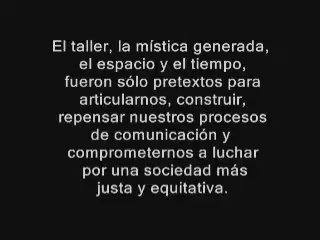 El taller, la mística generada,
el espacio y el tiempo,
fueron sólo pretextos para
articularnos, construir,
repensar nuestros procesos
de comunicación y
comprometernos a luchar
por una sociedad más
justa y equitativa.